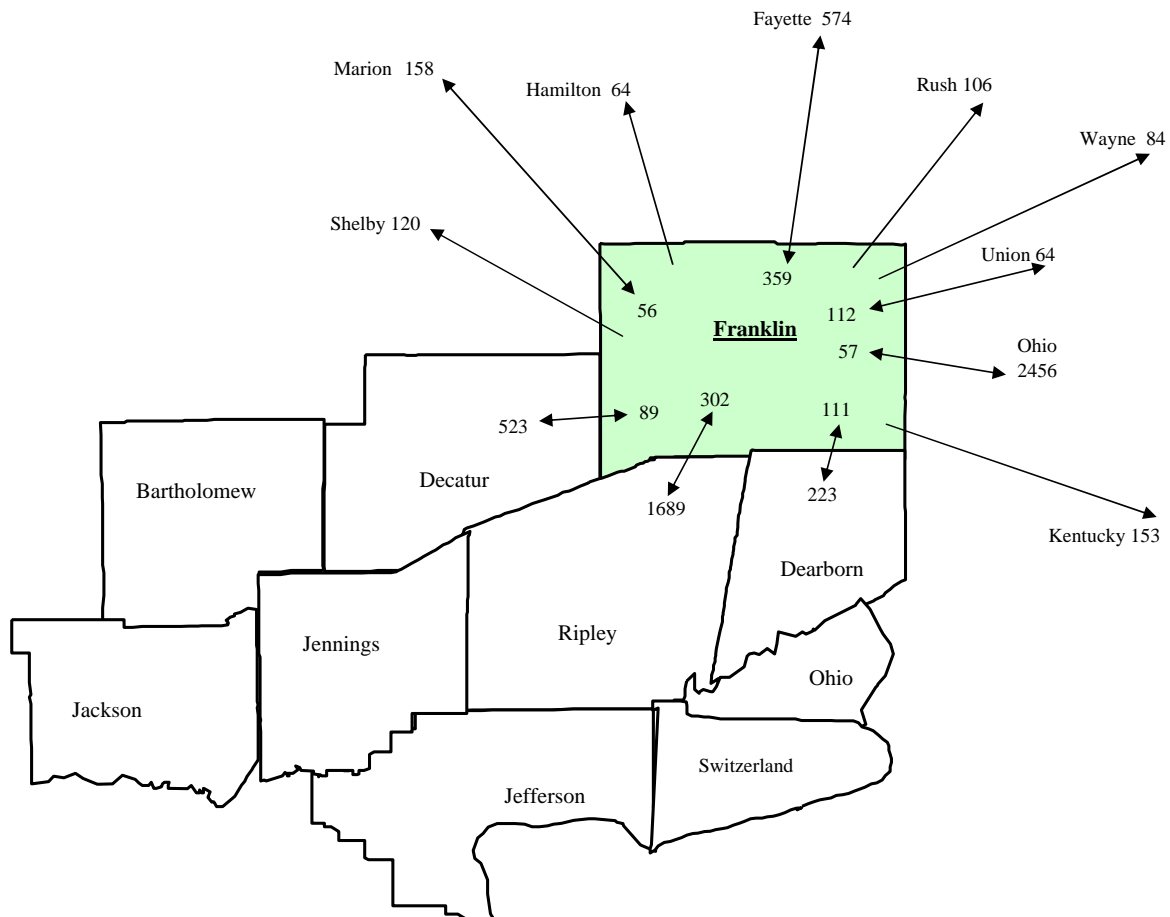 Fayette 574
Marion 158
Hamilton 64
Rush 106
Wayne 84
Shelby 120
Union 64
359
56
112
Franklin
57
Ohio
2456
302
89
111
523
Decatur
Bartholomew
1689
223
Kentucky 153
Dearborn
Ripley
Jennings
Ohio
Jackson
Switzerland
Jefferson